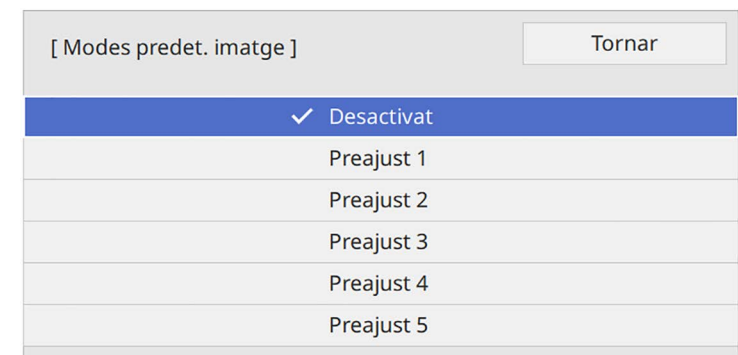 [ Modes predet. imatge ]
Tornar
Desactivat
Preajust 1
Preajust 2
Preajust 3
Preajust 4
Preajust 5